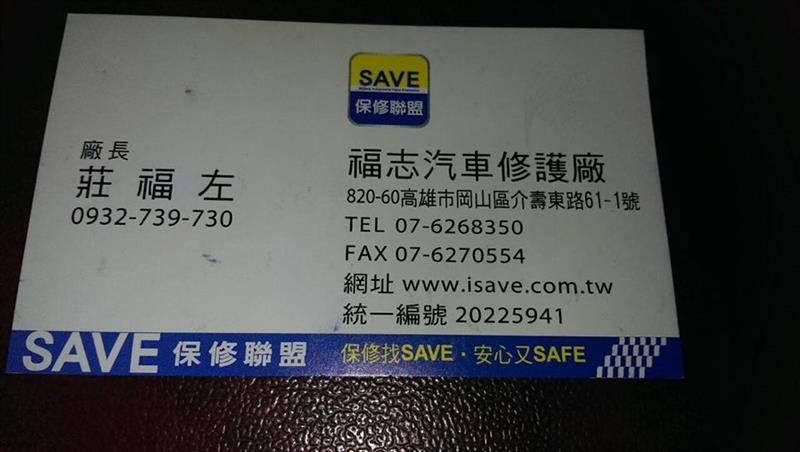 SAVE
保修聯盟
廠長
莊福左
0932-739-730
福志汽車修護廠
820-60高雄市岡山區介壽東路61-1號
TEL 07-6268350
FAX 07-6270554
網址 www.isave.com.tw
統一編號 20225941
SAVE 保修聯盟 保修找SAVE·安心又SAFE